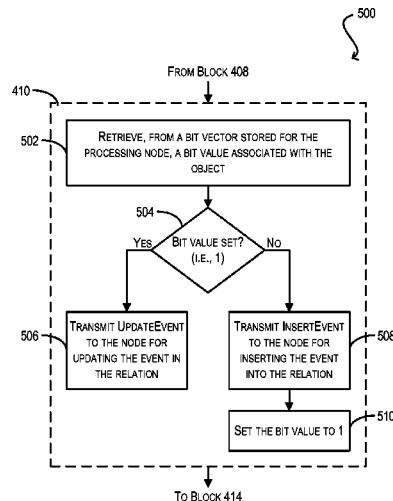 500
FROM BLOCK 408
410
502
RETRIEVE, FROM A BIT VECTOR STORED FOR THE
PROCESSING NODE, A BIT VALUE ASSOCIATED WITH THE
OBJECT
504
YES
BIT VALUE SET?
(I.E., 1)
NO
506
TRANSMIT UPDATEEVENT
TO THE NODE FOR
UPDATING THE EVENT IN
THE RELATION
TRANSMIT INSERTEVENT
TO THE NODE FOR
INSERTING THE EVENT
INTO THE RELATION
508
SET THE BIT VALUE TO 1
510
TO BLOCK 414